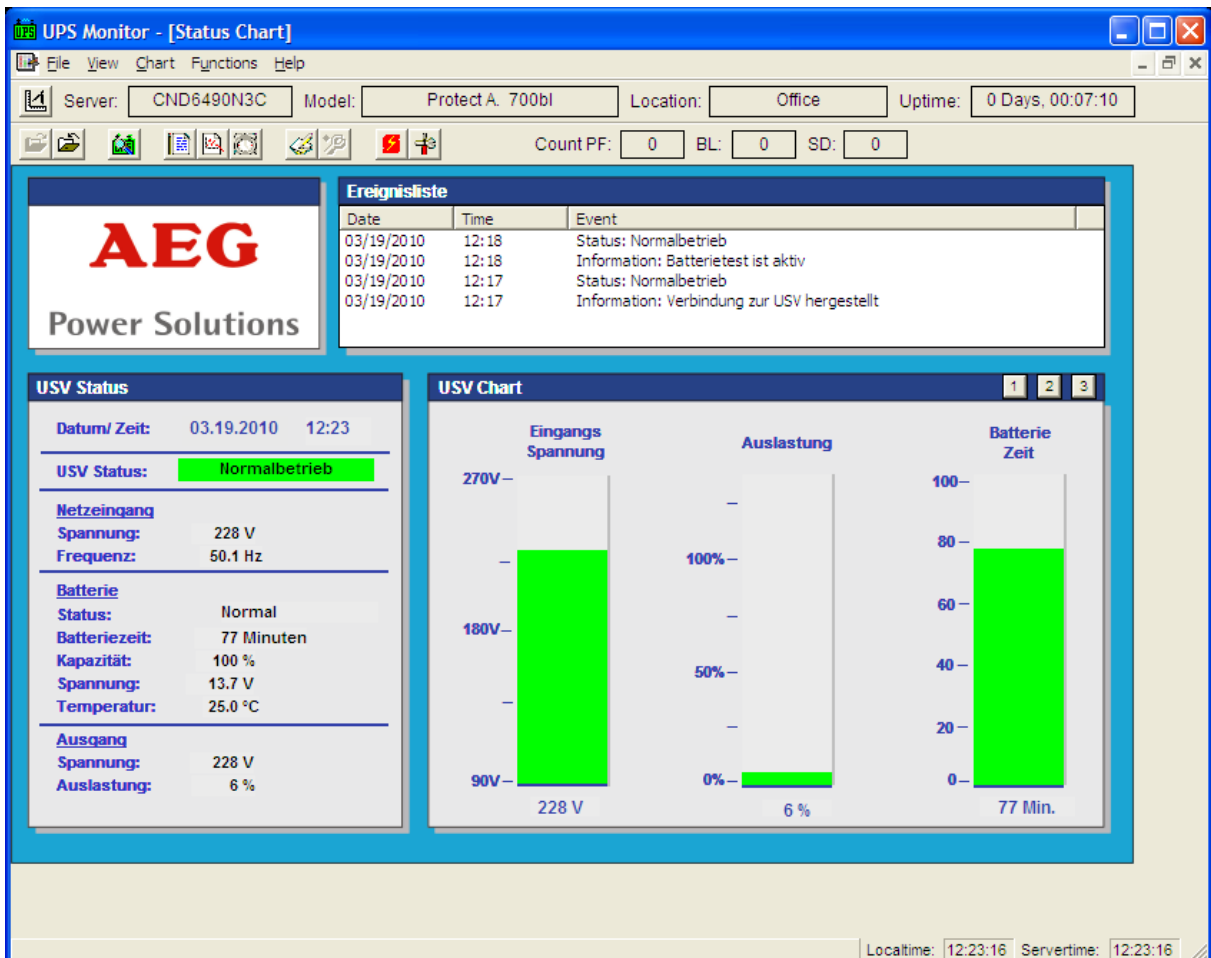 UPS Monitor - [Status Chart]
File View Chart Functions Help
Server: CND6490N3C Model: Protect A. 700bl Location: Office Uptime: 0 Days, 00:07:10
Count PF: 0 BL: 0 SD: 0
AEG
Power Solutions
Ereignisliste
Date Time Event
03/19/2010 12:18 Status: Normalbetrieb
03/19/2010 12:18 Information: Batterietest ist aktiv
03/19/2010 12:17 Status: Normalbetrieb
03/19/2010 12:17 Information: Verbindung zur USV hergestellt
USV Status
Datum/ Zeit: 03.19.2010 12:23
USV Status: Normalbetrieb
Netzeingang
Spannung: 228 V
Frequenz: 50.1 Hz
Batterie
Status: Normal
Batteriezeit: 77 Minuten
Kapazität: 100 %
Spannung: 13.7 V
Temperatur: 25.0 °C
Ausgang
Spannung: 228 V
Auslastung: 6 %
USV Chart 1 2 3
Eingangs
Spannung
270V
180V
90V
228 V
Auslastung
100%
50%
0%
6 %
Batterie
Zeit
100
80
60
40
20
0
77 Min.
Localtime: 12:23:16 Servertime: 12:23:16